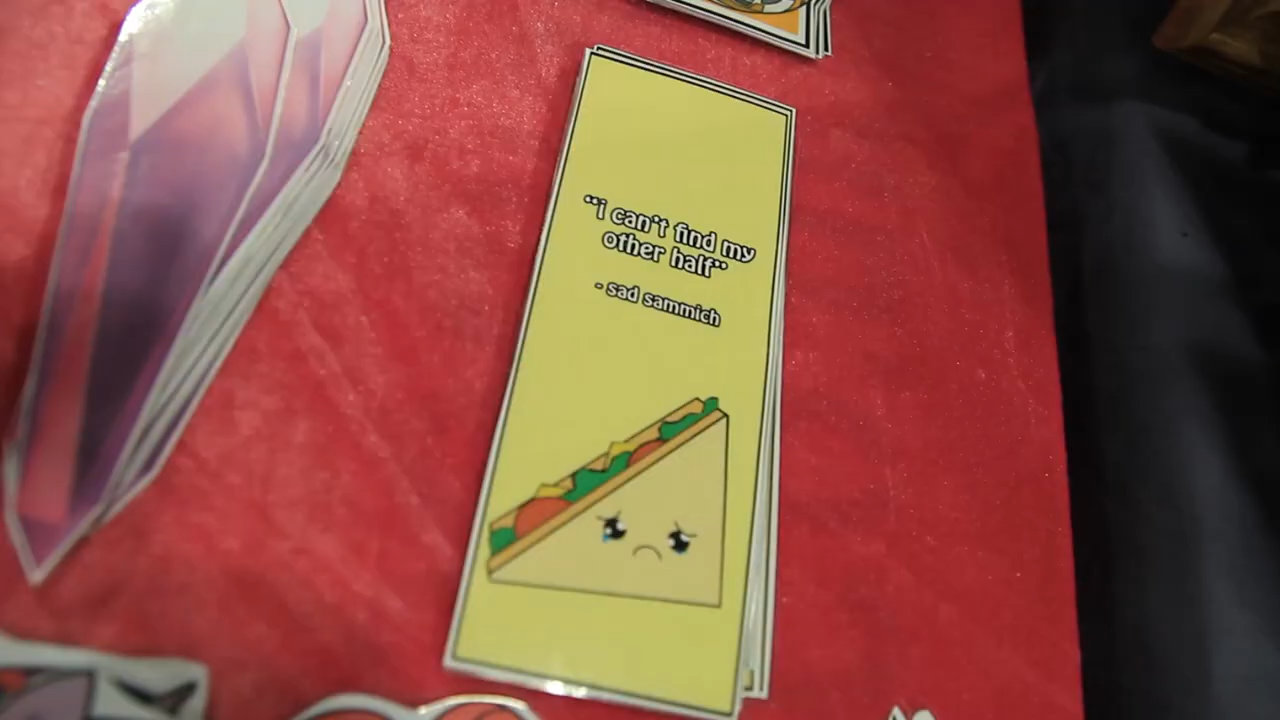 “i can't find my
other half”
- sad sammich